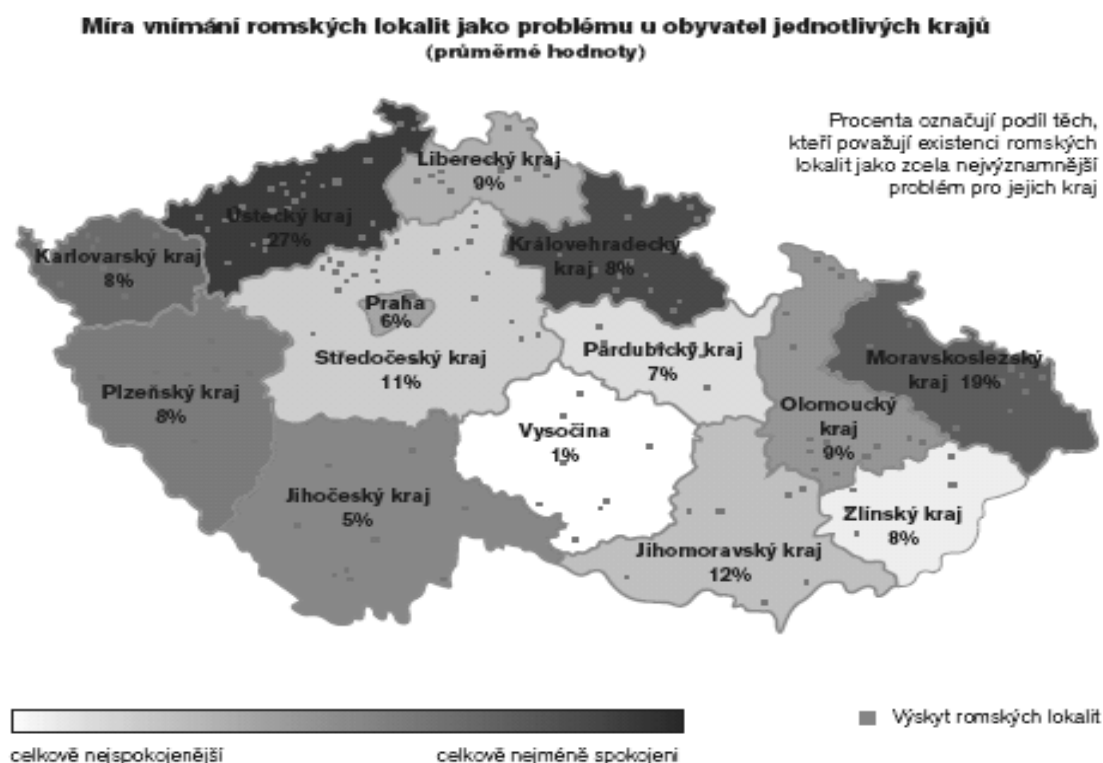 Míra vnímání romských lokalit jako problému u obyvatel jednotlivých krajů
(průměrné hodnoty)
Procenta označují podíl těch,
kteří považují existenci romských
lokalit jako zcela nejvýznamnější
problém pro jejich kraj
Liberecký kraj
9%
Ústecký kraj
27%
Karlovarský kraj
8%
Královehradecký
kraj 8%
Praha
6%
Středočeský kraj
11%
Pardubický kraj
7%
Moravskoslezský
kraj 19%
Plzeňský kraj
8%
Olomoucký
kraj
9%
Vysočina
1%
Jihočeský kraj
5%
Zlínský kraj
8%
Jihomoravský kraj
12%
celkově nejspokojenější
celkově nejméně spokojeni
Výskyt romských lokalit